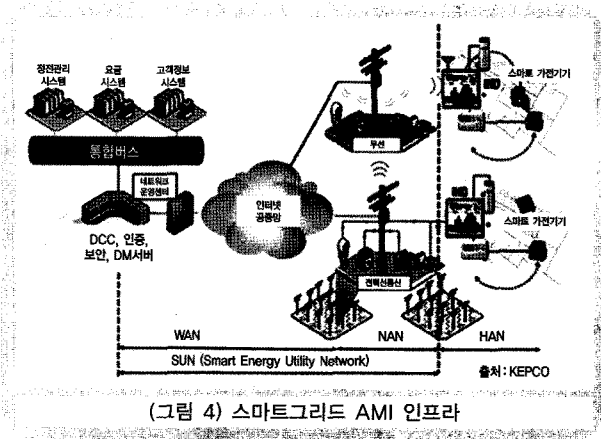 정전관리
시스템
요금
시스템
고객정보
시스템
통합버스
네트워크
운영센터
DCC, 인증,
보안, DM서버
인터넷
공중망
무선
전력선통신
스마트 가전기기
스마트 가전기기
WAN
NAN
HAN
SUN (Smart Energy Utility Network)
출처 : KEPCO
(그림 4) 스마트그리드 AMI 인프라